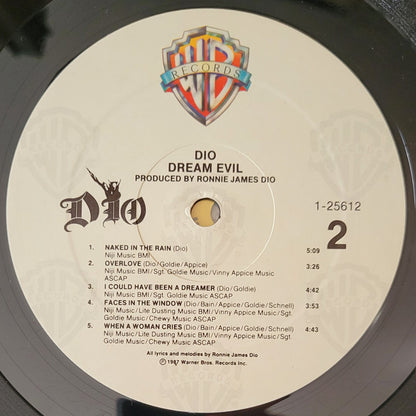 WB
RECORDS
DIO
DREAM EVIL
PRODUCED BY RONNIE JAMES DIO
DIO
1-25612
2
1. NAKED IN THE RAIN (Dio) 5:09
Niji Music BMI
2. OVERLOVE (Dio/Goldie/Appice) 3:26
Niji Music BMI/Sgt. Goldie Music/Vinny Appice Music
ASCAP
3. I COULD HAVE BEEN A DREAMER (Dio/Goldie) 4:42
Niji Music BMI/Sgt. Goldie Music ASCAP
4. FACES IN THE WINDOW (Dio/Bain/Appice/Goldie/Schnell) 3:53
Niji Music/Lite Dusting Music BMI/Vinny Appice Music/Sgt.
Goldie Music/Chewy Music ASCAP
5. WHEN A WOMAN CRIES (Dio/Bain/Appice/Goldie/Schnell) 4:43
Niji Music/Lite Dusting Music BMI/Vinny Appice Music/Sgt.
Goldie Music/Chewy Music ASCAP
All lyrics and melodies by Ronnie James Dio
℗ 1987 Warner Bros. Records Inc.